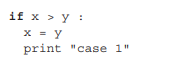 if x > y :
  x = y
  print "case 1"